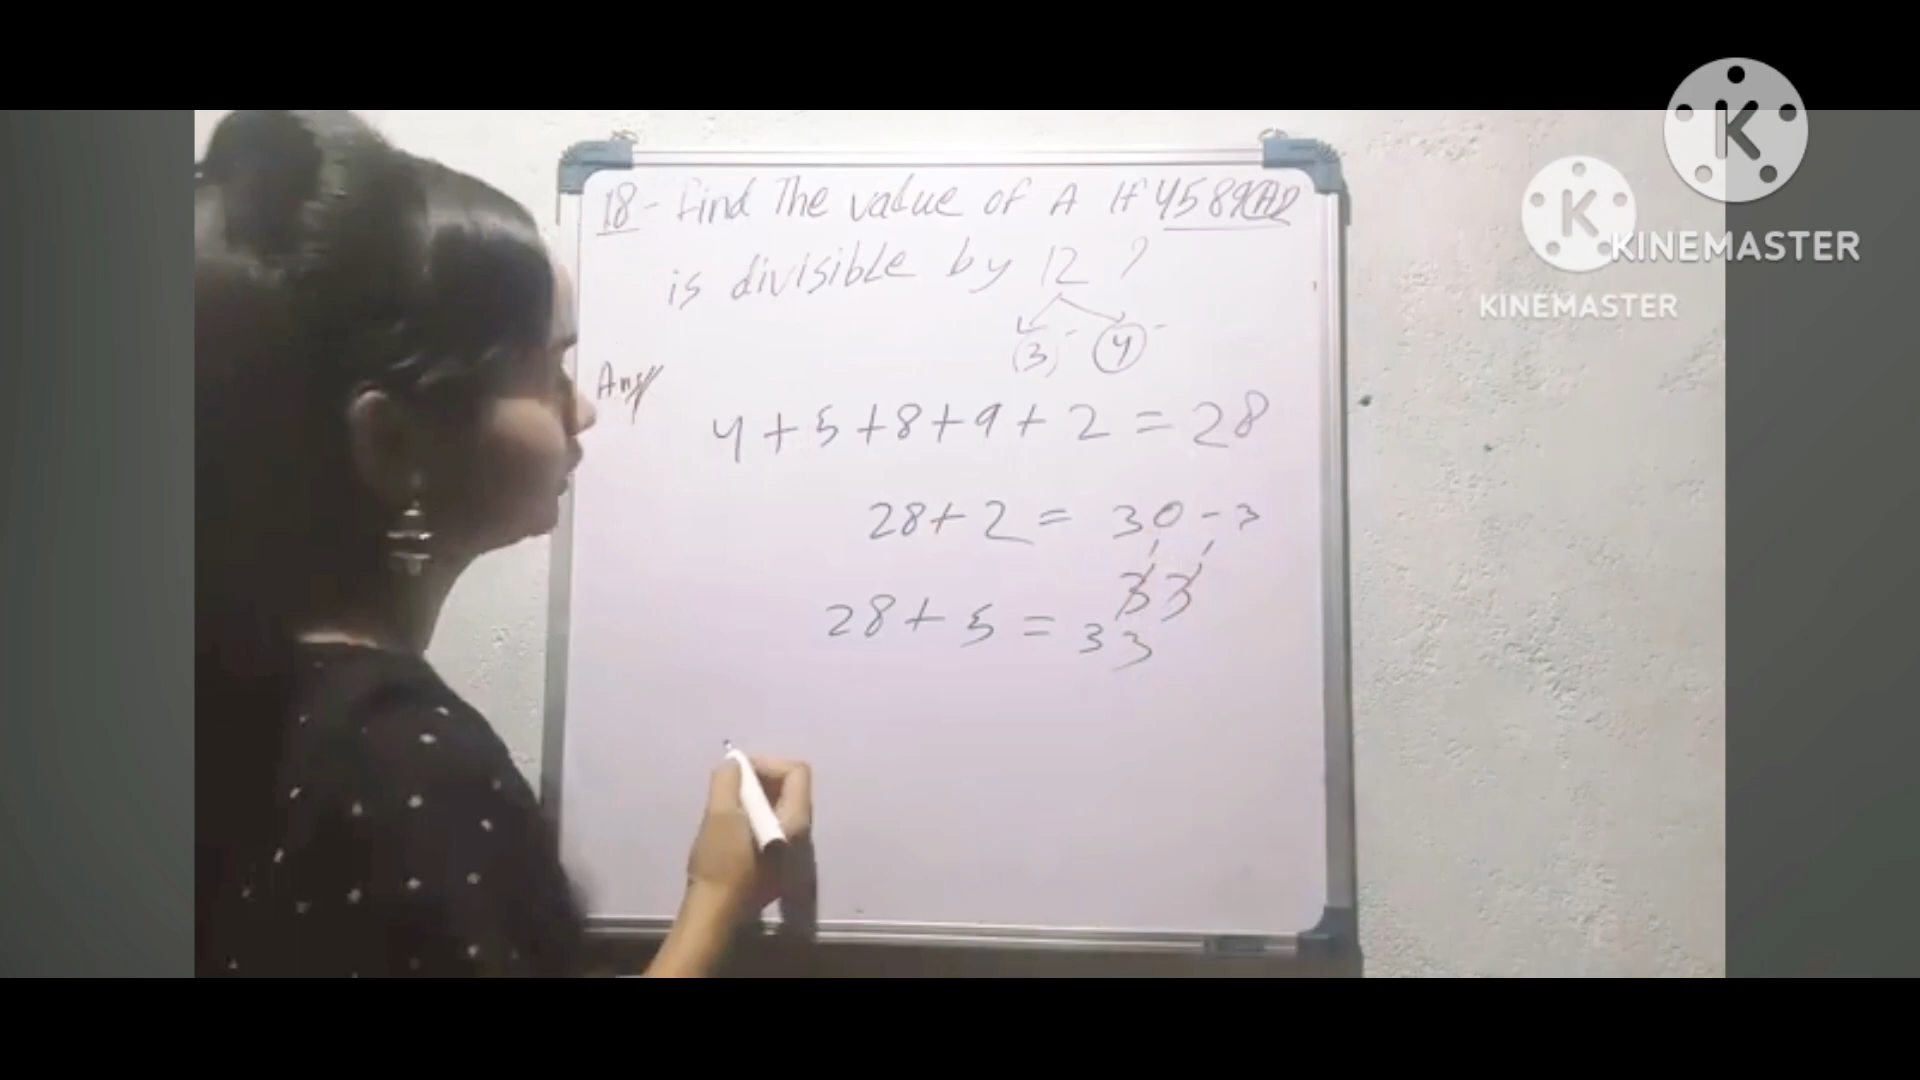 18 - find The value of A If 4589A2
is divisible by 12 ?
3 4
Ans
4 + 5 + 8 + 9 + 2 = 28
28 + 2 = 30 - 3
33
28 + 5 = 33
K
KINEMASTER
K
KINEMASTER